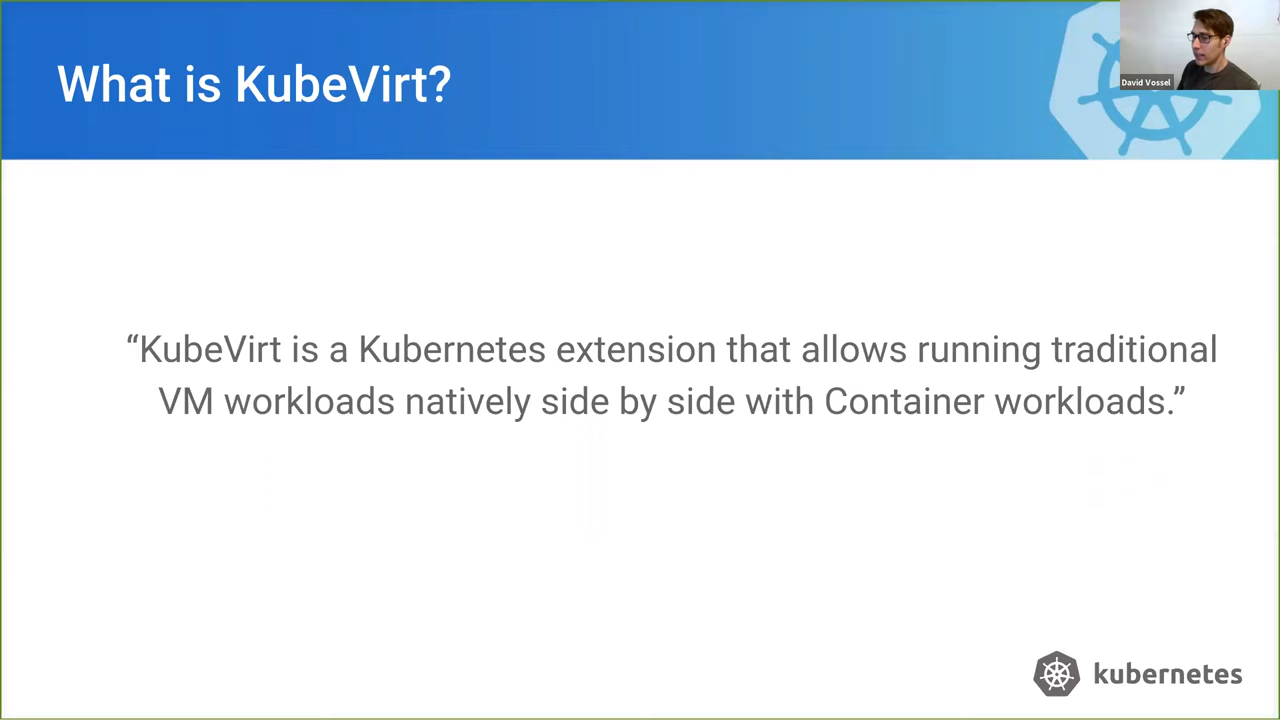 What is KubeVirt?
David Vossel
“KubeVirt is a Kubernetes extension that allows running traditional
VM workloads natively side by side with Container workloads.”
kubernetes